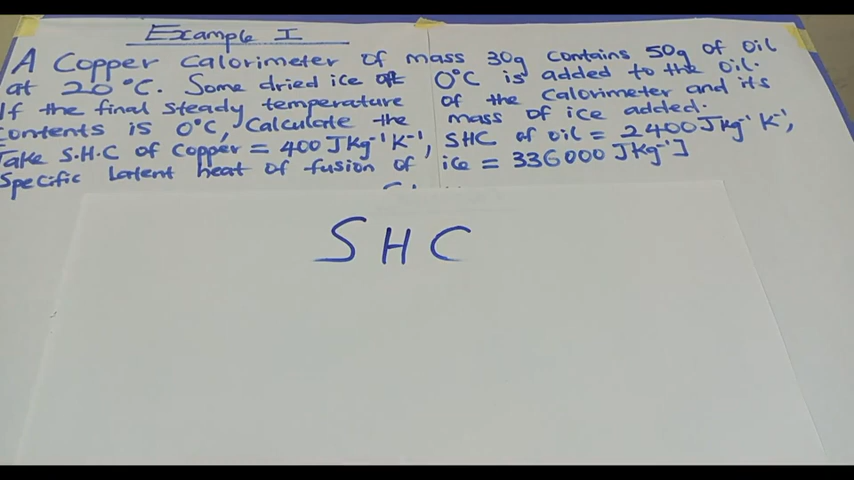 Example I
A Copper Calorimeter of mass 30g contains 50g of oil
at 20°C. Some dried ice at 0°C is added to the oil.
If the final steady temperature of the calorimeter and its
contents is 0°C, Calculate the mass of ice added.
Take S.H.C of copper = 400 JKg⁻¹K⁻¹, SHC of oil = 2400JKg⁻¹K⁻¹,
Specific Latent heat of fusion of ice = 336000 JKg⁻¹]
SHC